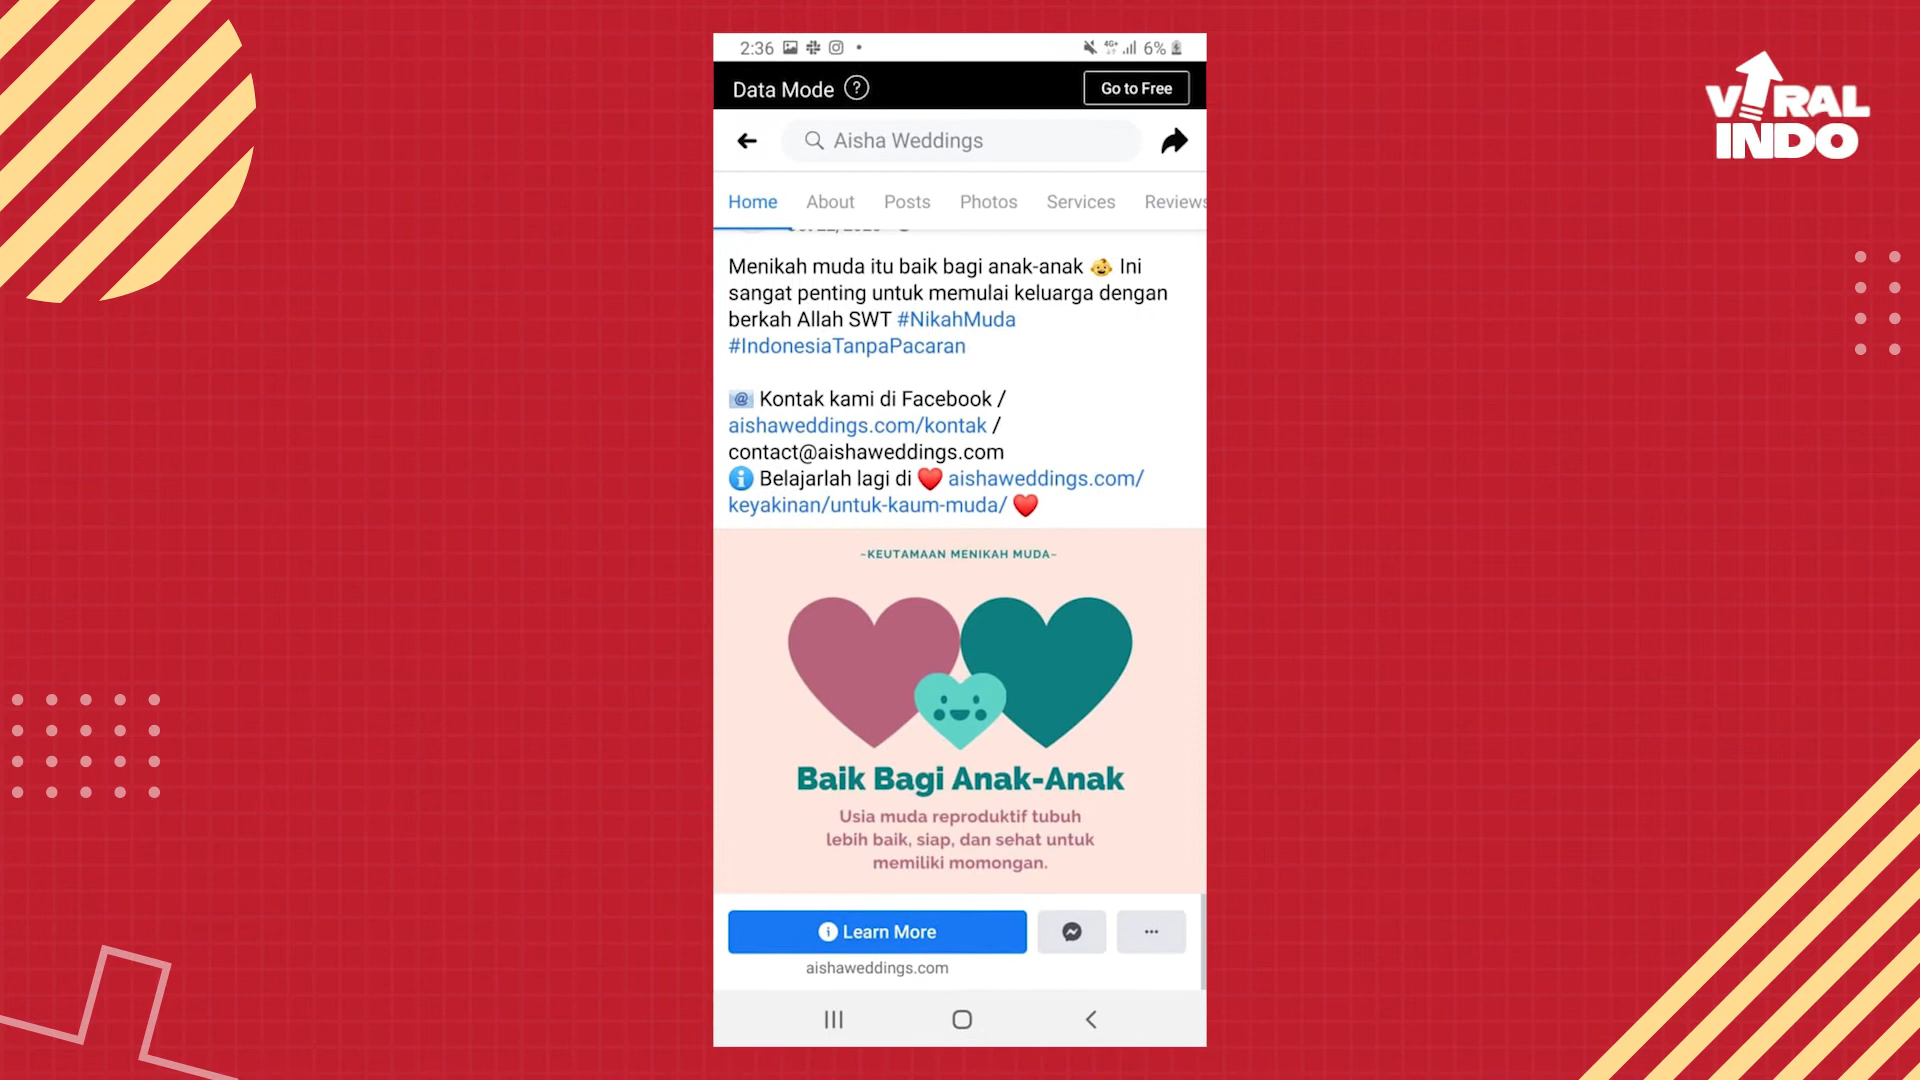 2:36
4G+
6%
Data Mode ?
Go to Free
Aisha Weddings
Home About Posts Photos Services Reviews
Menikah muda itu baik bagi anak-anak 👶 Ini
sangat penting untuk memulai keluarga dengan
berkah Allah SWT #NikahMuda
#IndonesiaTanpaPacaran
📧 Kontak kami di Facebook /
aishaweddings.com/kontak /
contact@aishaweddings.com
ℹ️ Belajarlah lagi di ❤️ aishaweddings.com/
keyakinan/untuk-kaum-muda/ ❤️
~KEUTAMAAN MENIKAH MUDA~
Baik Bagi Anak-Anak
Usia muda reproduktif tubuh
lebih baik, siap, dan sehat untuk
memiliki momongan.
Learn More
aishaweddings.com
VIRAL
INDO